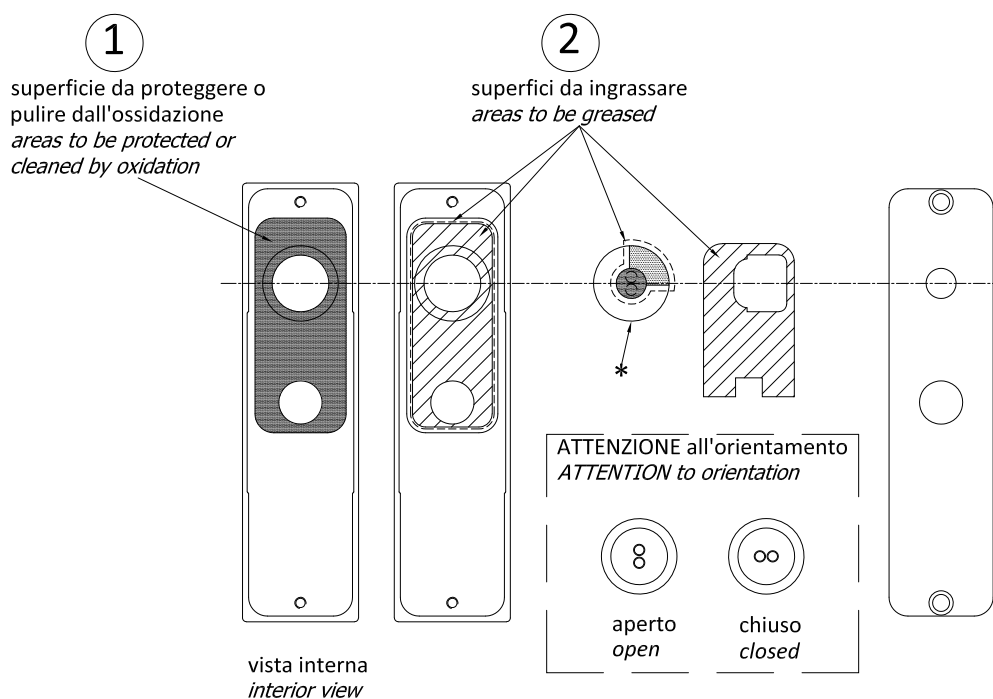 1
superficie da proteggere o
pulire dall'ossidazione
areas to be protected or
cleaned by oxidation
2
superfici da ingrassare
areas to be greased
*
ATTENZIONE all'orientamento
ATTENTION to orientation
aperto
open
chiuso
closed
vista interna
interior view